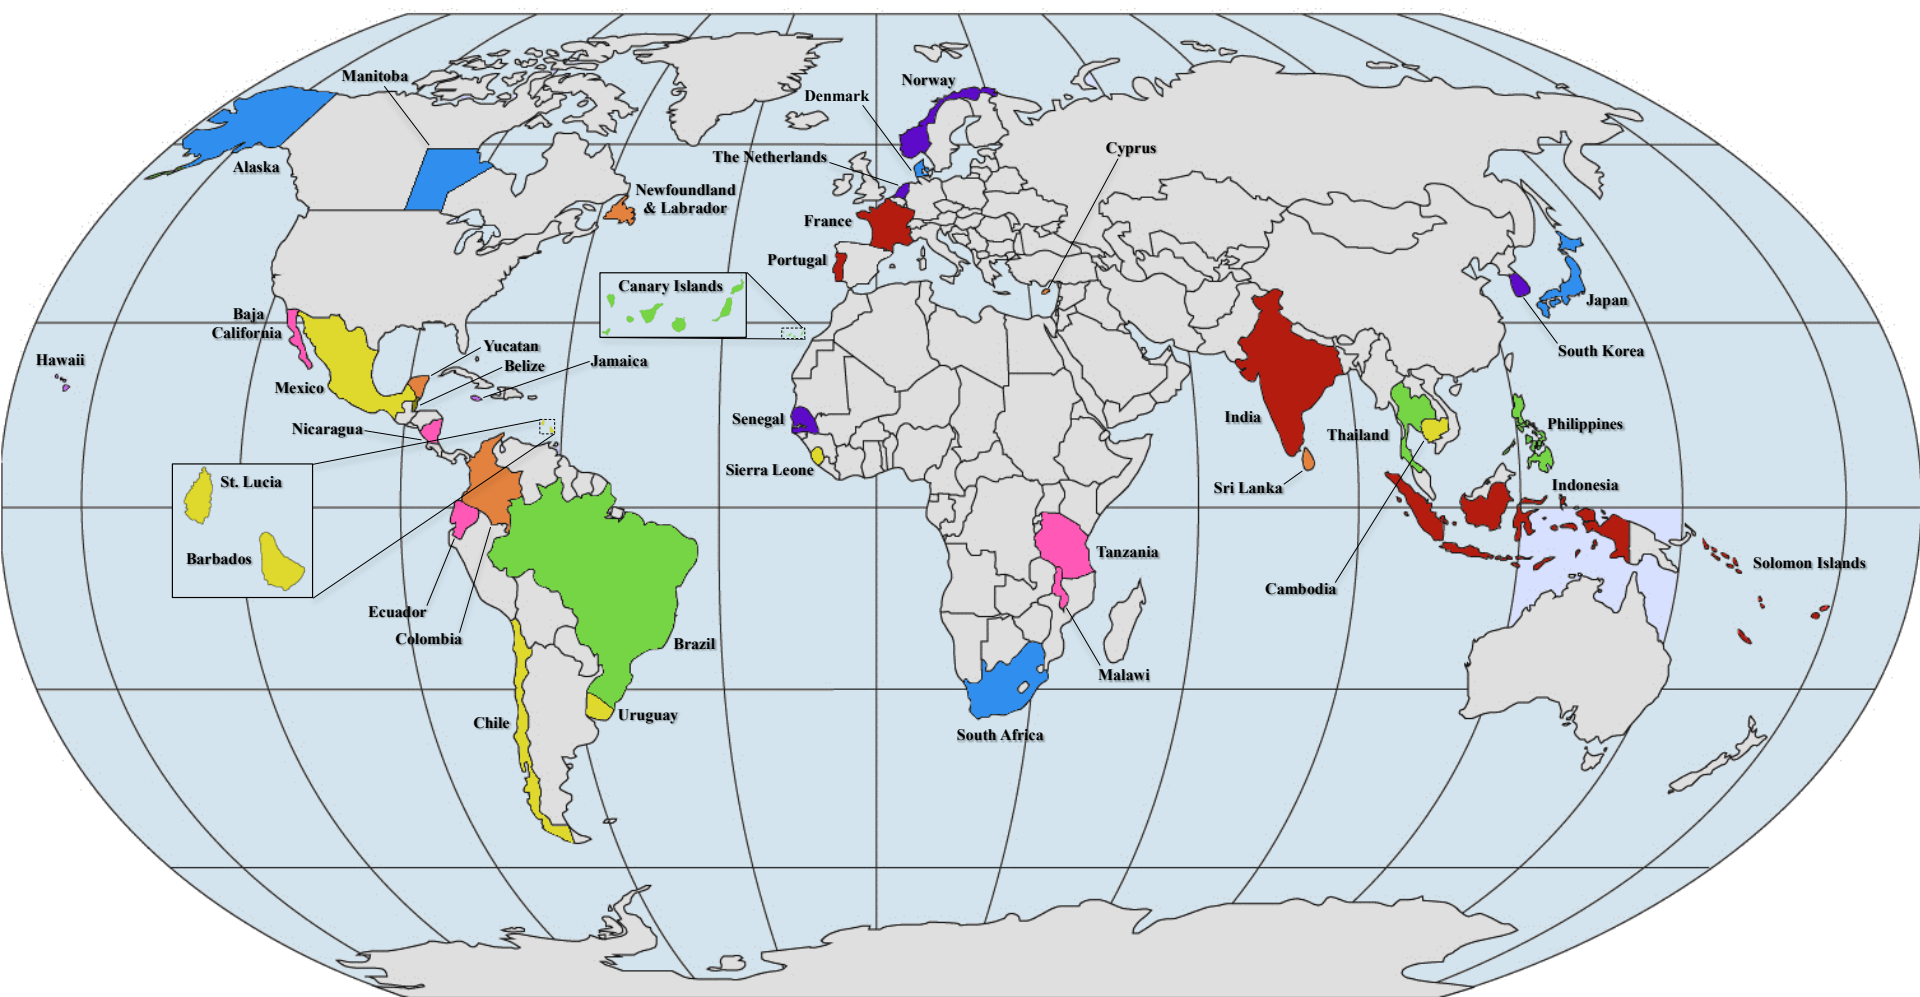 Manitoba
Norway
Denmark
Cyprus
The Netherlands
Alaska
Newfoundland
& Labrador
France
Portugal
Canary Islands
Japan
Baja
California
South Korea
Yucatan
Hawaii
Belize
Jamaica
Mexico
Senegal
India
Philippines
Nicaragua
Thailand
Sierra Leone
St. Lucia
Sri Lanka
Indonesia
Barbados
Tanzania
Solomon Islands
Cambodia
Ecuador
Colombia
Brazil
Malawi
Uruguay
Chile
South Africa